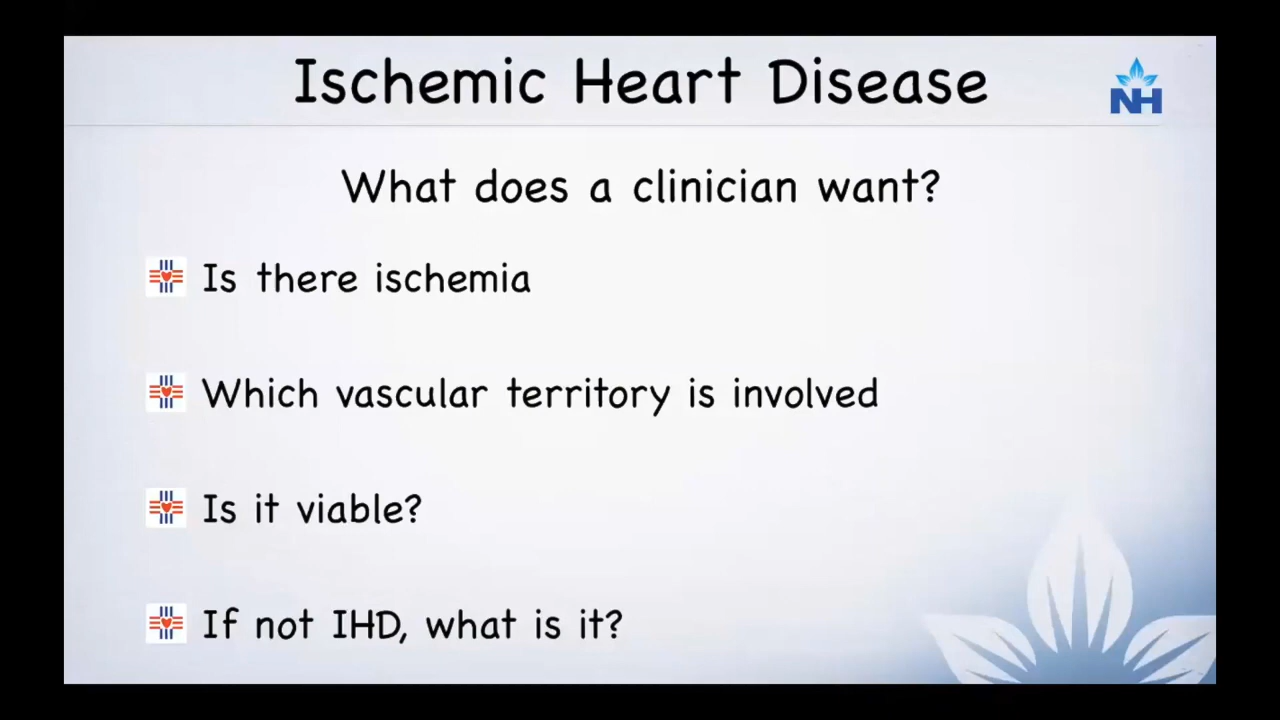 Ischemic Heart Disease
NH
What does a clinician want?
Is there ischemia
Which vascular territory is involved
Is it viable?
If not IHD, what is it?